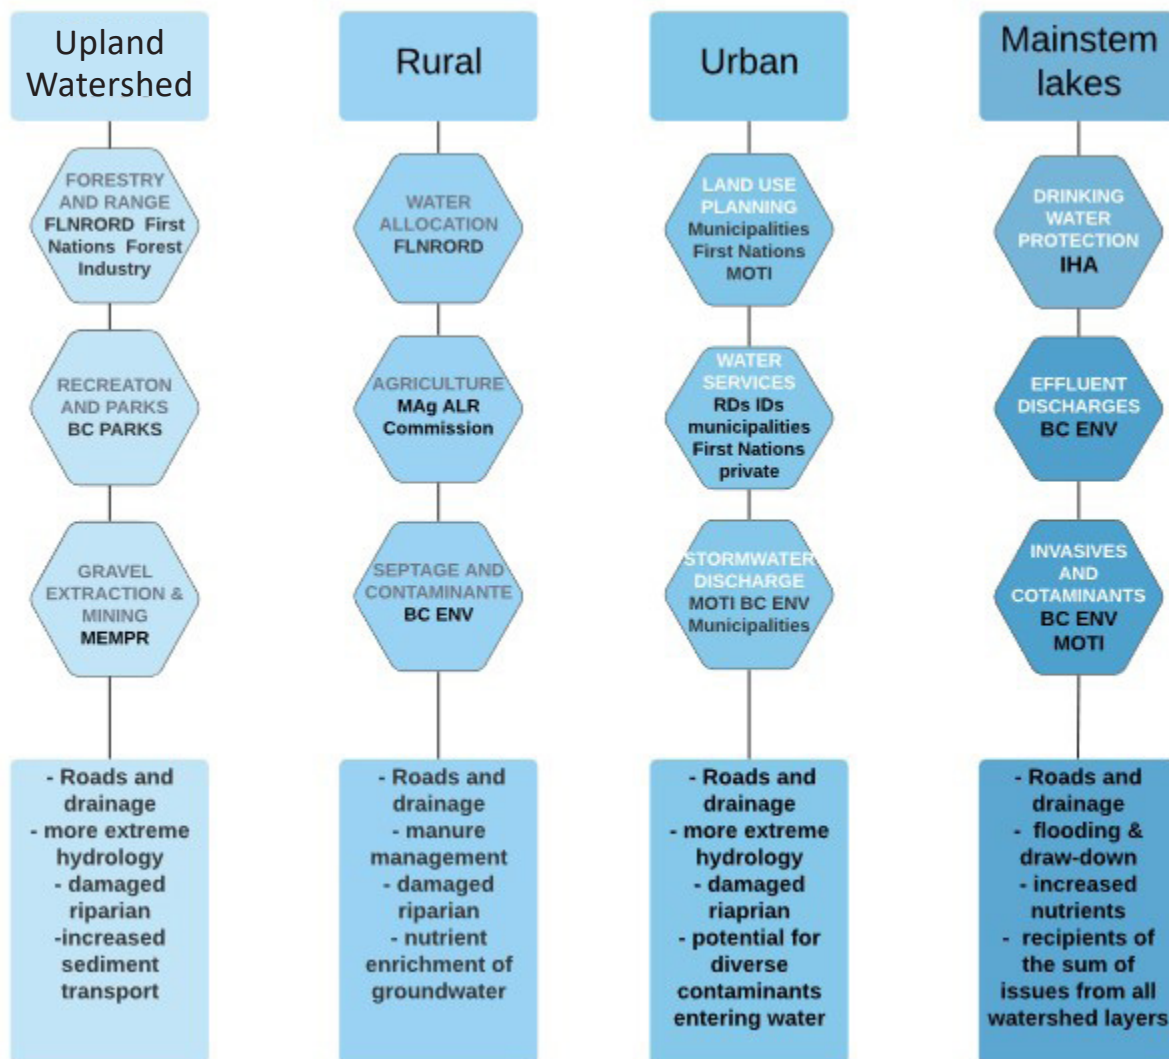 Upland
Watershed
FORESTRY
AND RANGE
FLNRORD First
Nations Forest
Industry
RECREATON
AND PARKS
BC PARKS
GRAVEL
EXTRACTION &
MINING
MEMPR
- Roads and
drainage
- more extreme
hydrology
- damaged
riparian
-increased
sediment
transport
Rural
WATER
ALLOCATION
FLNRORD
AGRICULTURE
MAg ALR
Commission
SEPTAGE AND
CONTAMINANTE
BC ENV
- Roads and
drainage
- manure
management
- damaged
riparian
- nutrient
enrichment of
groundwater
Urban
LAND USE
PLANNING
Municipalities
First Nations
MOTI
WATER
SERVICES
RDs IDs
municipalities
First Nations
private
STORMWATER
DISCHARGE
MOTI BC ENV
Municipalities
- Roads and
drainage
- more extreme
hydrology
- damaged
riaprian
- potential for
diverse
contaminants
entering water
Mainstem
lakes
DRINKING
WATER
PROTECTION
IHA
EFFLUENT
DISCHARGES
BC ENV
INVASIVES
AND
COTAMINANTS
BC ENV
MOTI
- Roads and
drainage
- flooding &
draw-down
- increased
nutrients
- recipients of
the sum of
issues from all
watershed layers